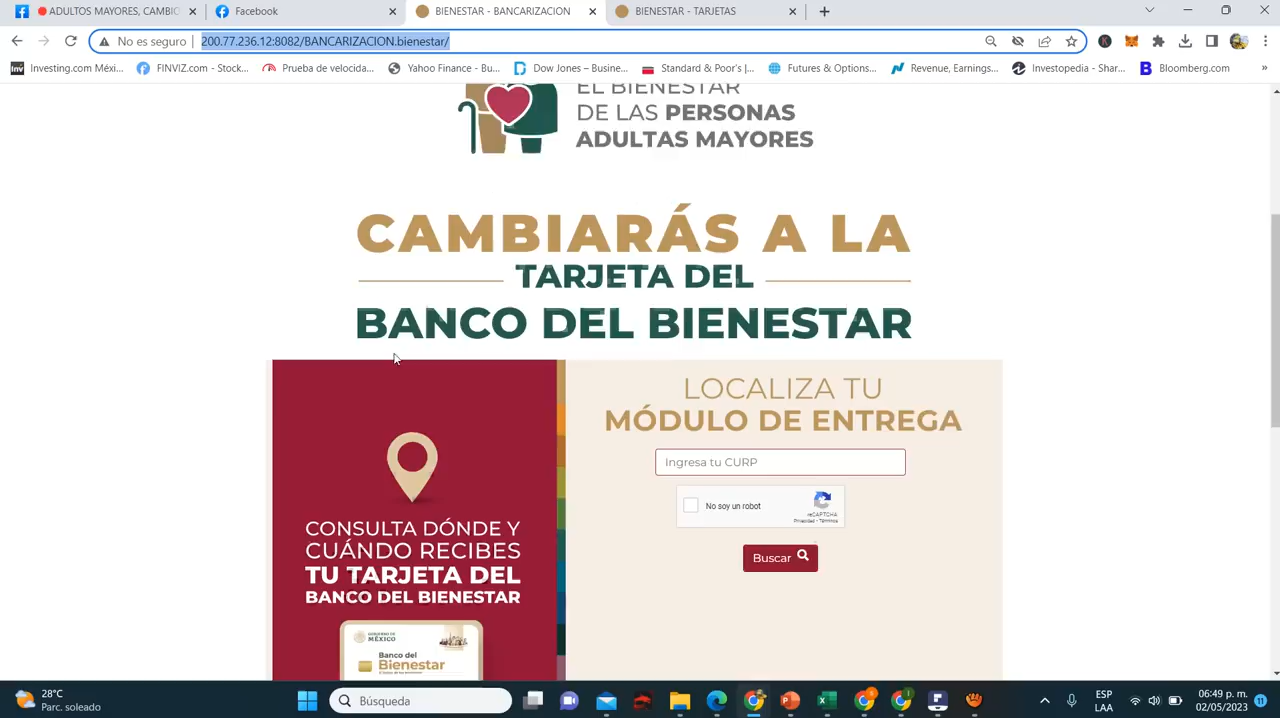 ADULTOS MAYORES, CAMBIO
Facebook
BIENESTAR - BANCARIZACION
BIENESTAR - TARJETAS
No es seguro
200.77.236.12:8082/BANCARIZACION.bienestar/
Investing.com Méxi...
FINVIZ.com - Stock...
Prueba de velocida...
Yahoo Finance - Bu...
Dow Jones – Busine...
Standard & Poor's |...
Futures & Options...
Revenue, Earnings...
Investopedia - Shar...
Bloomberg.com
»
EL BIENESTAR
DE LAS PERSONAS
ADULTAS MAYORES
CAMBIARÁS A LA
TARJETA DEL
BANCO DEL BIENESTAR
CONSULTA DÓNDE Y
CUÁNDO RECIBES
TU TARJETA DEL
BANCO DEL BIENESTAR
GOBIERNO DE
MÉXICO
Banco del
Bienestar
LOCALIZA TU
MÓDULO DE ENTREGA
Ingresa tu CURP
No soy un robot
reCAPTCHA
Privacidad - Términos
Buscar
28°C
Parc. soleado
Búsqueda
ESP
LAA
06:49 p. m.
02/05/2023